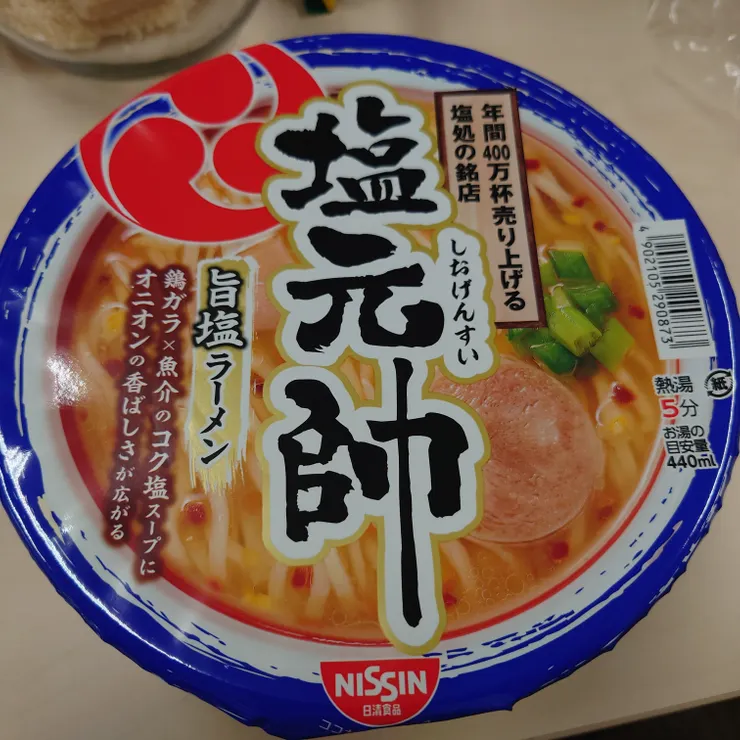 年間400万杯売り上げる
塩処の銘店
塩元帥
しおげんすい
旨塩ラーメン
鶏ガラ×魚介のコク塩スープに
オニオンの香ばしさが広がる
4902105290873
熱湯
5分
紙
お湯の
目安量
440ml
NISSIN
日清食品